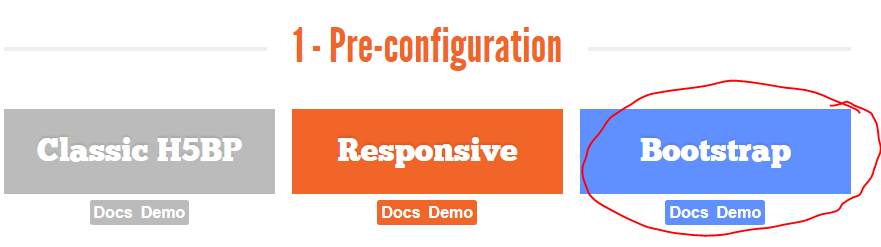 1 - Pre-configuration
Classic H5BP Responsive Bootstrap
Docs Demo Docs Demo Docs Demo